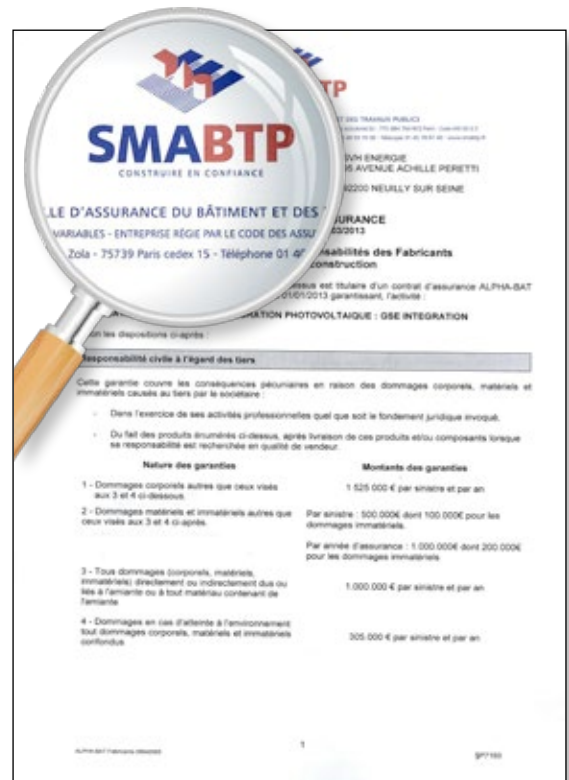 SMABTP
CONSTRUIRE EN CONFIANCE
TP
LLE D'ASSURANCE DU BÂTIMENT ET DES
VARIABLES - ENTREPRISE RÉGIE PAR LE CODE DES ASSU
Zola - 75739 Paris cedex 15 - Téléphone 01 4
ET DES TRAVAUX PUBLICS
GVH ENERGIE
95 AVENUE ACHILLE PERETTI
92200 NEUILLY SUR SEINE
URANCE
/03/2013
nsabilités des Fabricants
construction
ssus est titulaire d'un contrat d'assurance ALPHA-BAT
01/01/2013 garantissant, l'activité :
RATION PHOTOVOLTAIQUE : GSE INTEGRATION
on les dispositions ci-après :
Responsabilité civile à l'égard des tiers
Cette garantie couvre les conséquences pécuniaires en raison des dommages corporels, matériels et
immatériels causés au tiers par le sociétaire :
- Dans l'exercice de ses activités professionnelles quel que soit le fondement juridique invoqué,
- Du fait des produits énumérés ci-dessus, après livraison de ces produits et/ou composants lorsque
se responsabilité est recherchée en qualité de vendeur.
Nature des garanties
Montants des garanties
1 - Dommages corporels autres que ceux visés
aux 3 et 4 ci-dessous.
1 525 000 € par sinistre et par an
2 - Dommages matériels et immatériels autres que
ceux visés aux 3 et 4 ci-après.
Par sinistre : 500.000€ dont 100.000€ pour les
dommages immatériels.
Par année d'assurance : 1.000.000€ dont 200.000€
pour les dommages immatériels
3 - Tous dommages (corporels, matériels,
immatériels) directement ou indirectement dus ou
liés à l'amiante ou à tout matériau contenant de
l'amiante
1.000.000 € par sinistre et par an
4 - Dommages en cas d'atteinte à l'environnement
tout dommages corporels, matériels et immatériels
confondus
305.000 € par sinistre et par an
1